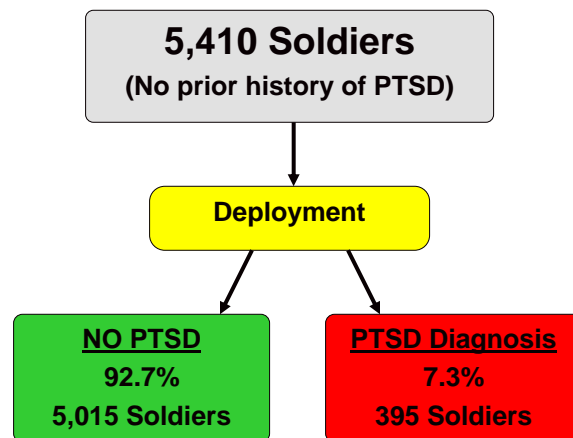 5,410 Soldiers
(No prior history of PTSD)
Deployment
NO PTSD
92.7%
5,015 Soldiers
PTSD Diagnosis
7.3%
395 Soldiers